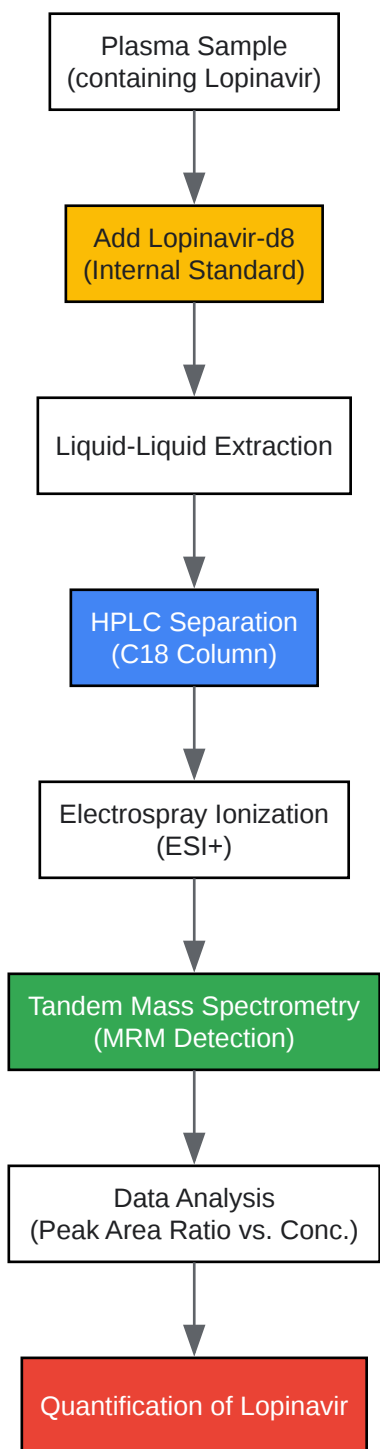 Plasma Sample
(containing Lopinavir)
Add Lopinavir-d8
(Internal Standard)
Liquid-Liquid Extraction
HPLC Separation
(C18 Column)
Electrospray Ionization
(ESI+)
Tandem Mass Spectrometry
(MRM Detection)
Data Analysis
(Peak Area Ratio vs. Conc.)
Quantification of Lopinavir